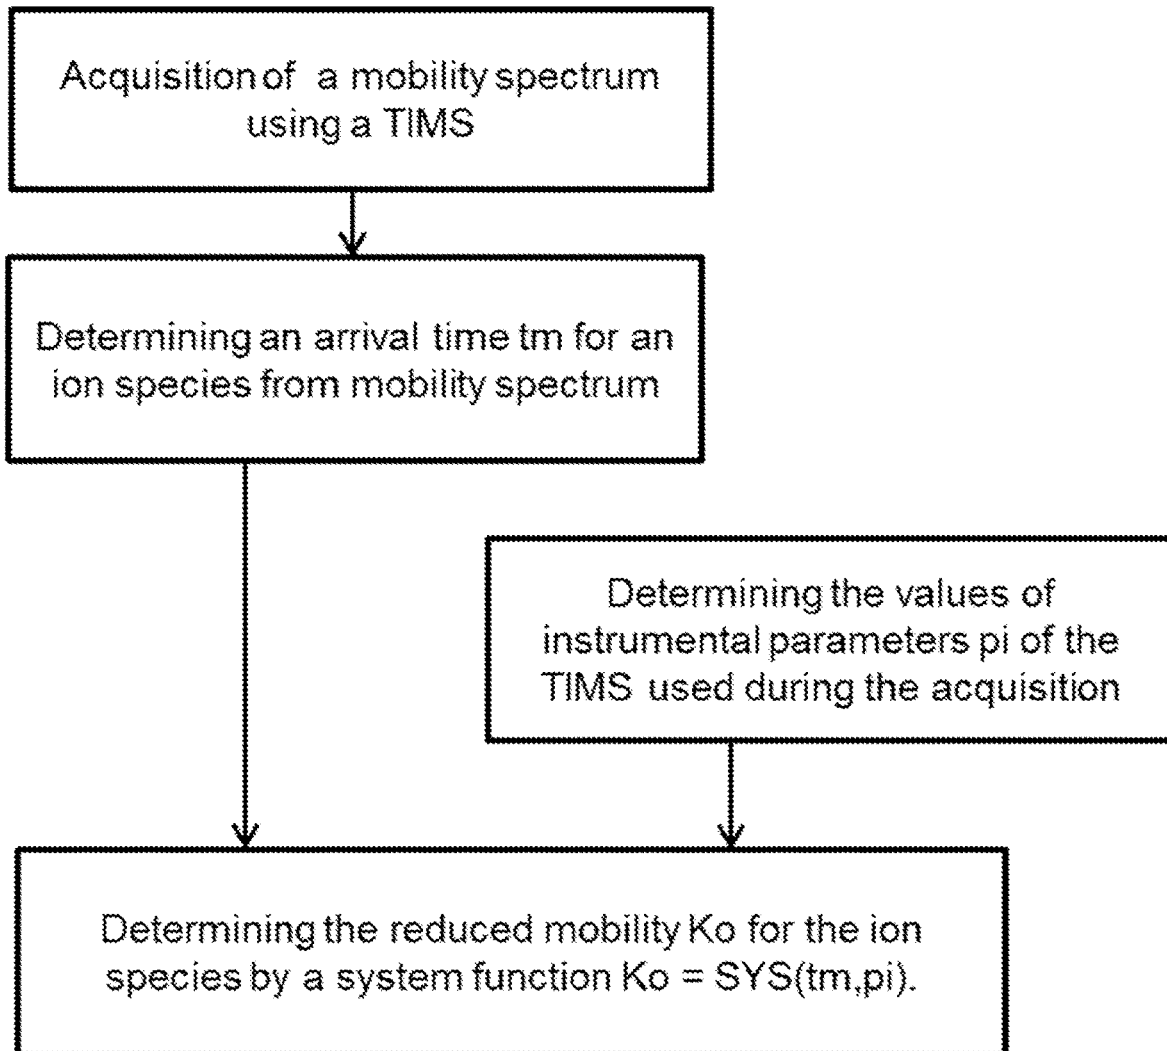 Acquisition of a mobility spectrum
using a TIMS
Determining an arrival time tm for an
ion species from mobility spectrum
Determining the values of
instrumental parameters pi of the
TIMS used during the acquisition
Determining the reduced mobility Ko for the ion
species by a system function Ko = SYS(tm,pi).